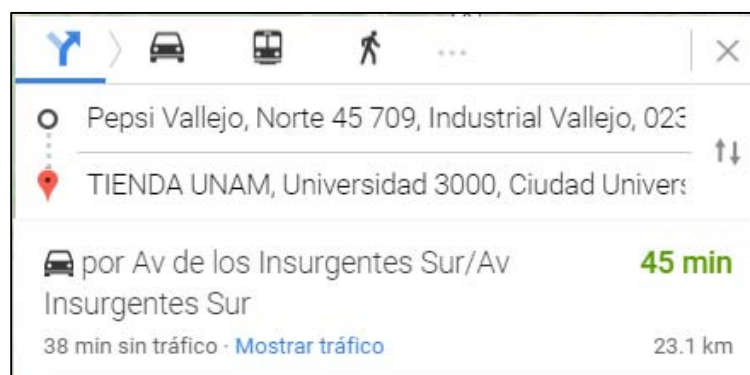 Pepsi Vallejo, Norte 45 709, Industrial Vallejo, 023
TIENDA UNAM, Universidad 3000, Ciudad Univers
por Av de los Insurgentes Sur/Av 45 min
Insurgentes Sur
38 min sin tráfico · Mostrar tráfico 23.1 km